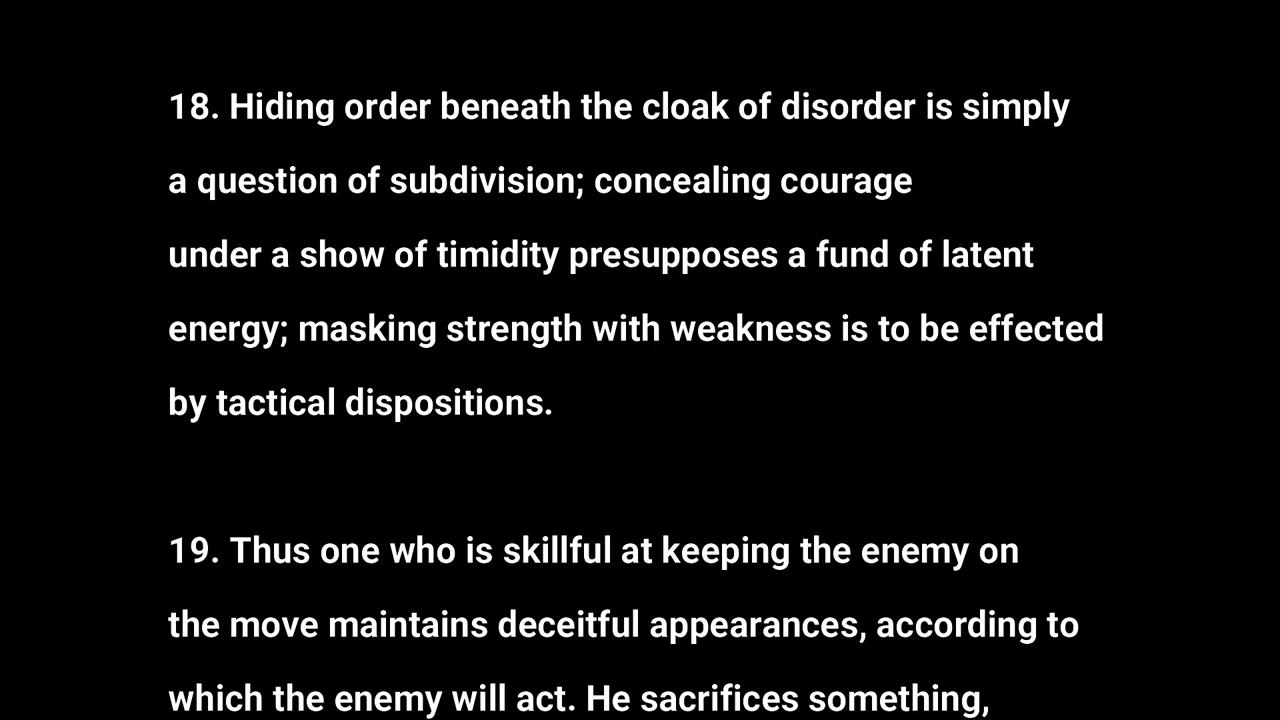 18. Hiding order beneath the cloak of disorder is simply
a question of subdivision; concealing courage
under a show of timidity presupposes a fund of latent
energy; masking strength with weakness is to be effected
by tactical dispositions.
19. Thus one who is skillful at keeping the enemy on
the move maintains deceitful appearances, according to
which the enemy will act. He sacrifices something,